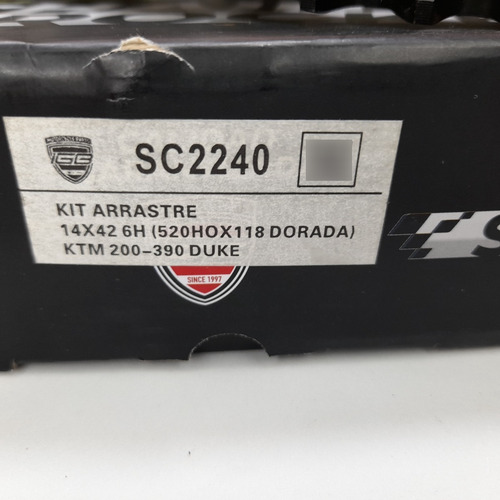 SC2240
KIT ARRASTRE
14X42 6H (520HOX118 DORADA)
KTM 200-390 DUKE
SINCE 1997